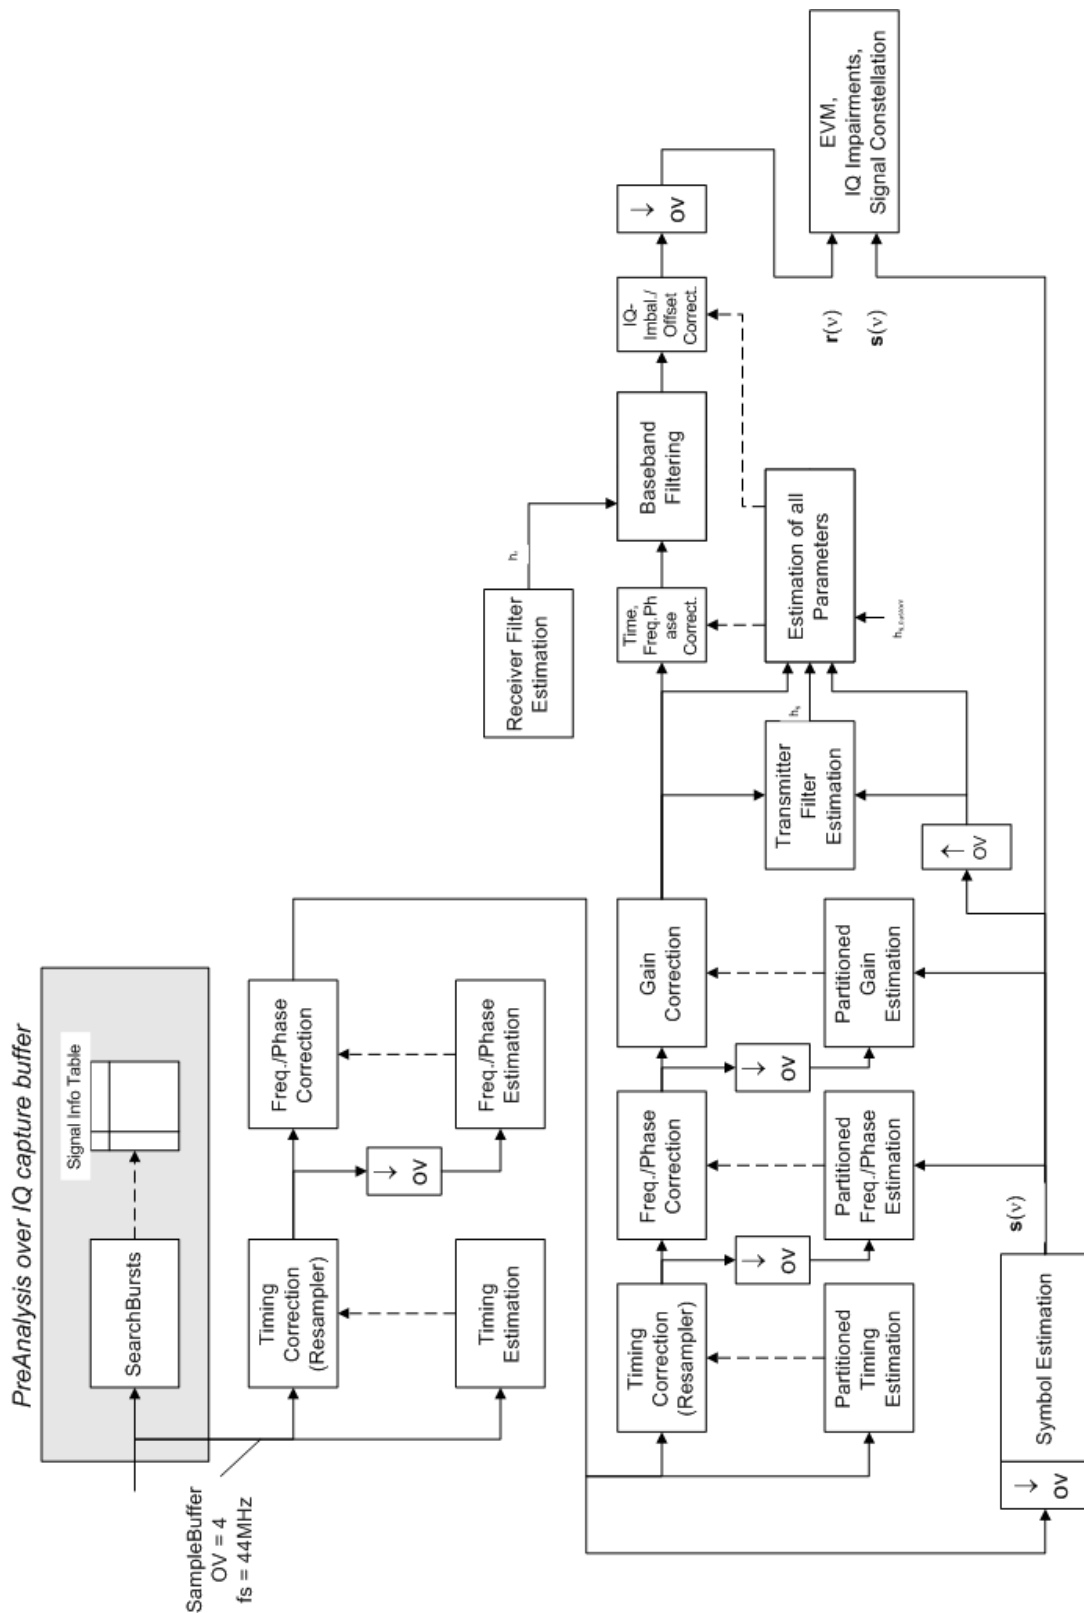 PreAnalysis over IQ capture buffer
Signal Info Table
SearchBursts
SampleBuffer
OV = 4
fs = 44MHz
Timing
Correction
(Resampler)
Freq./Phase
Correction
↓
OV
Timing
Estimation
Freq./Phase
Estimation
Receiver Filter
Estimation
hr
Timing
Correction
(Resampler)
Freq./Phase
Correction
Gain
Correction
Time,
Freq.Ph
ase
Correct.
Baseband
Filtering
IQ-
Imbal./
Offset
Correct.
↓
OV
↓
OV
↓
OV
Partitioned
Timing
Estimation
Partitioned
Freq./Phase
Estimation
Partitioned
Gain
Estimation
Transmitter
Filter
Estimation
hs
Estimation of all
Parameters
r(ν)
s(ν)
EVM,
IQ Impairments,
Signal Constellation
↑
OV
↓
OV
Symbol Estimation
s(ν)